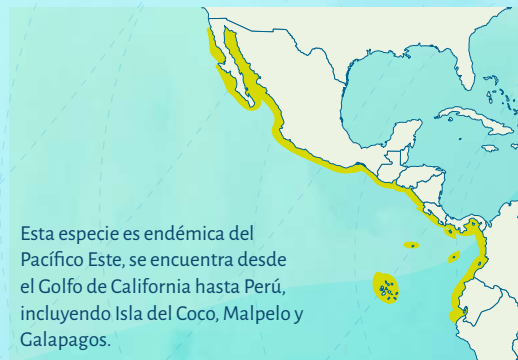 Esta especie es endémica del
Pacífico Este, se encuentra desde
el Golfo de California hasta Perú,
incluyendo Isla del Coco, Malpelo y
Galapagos.